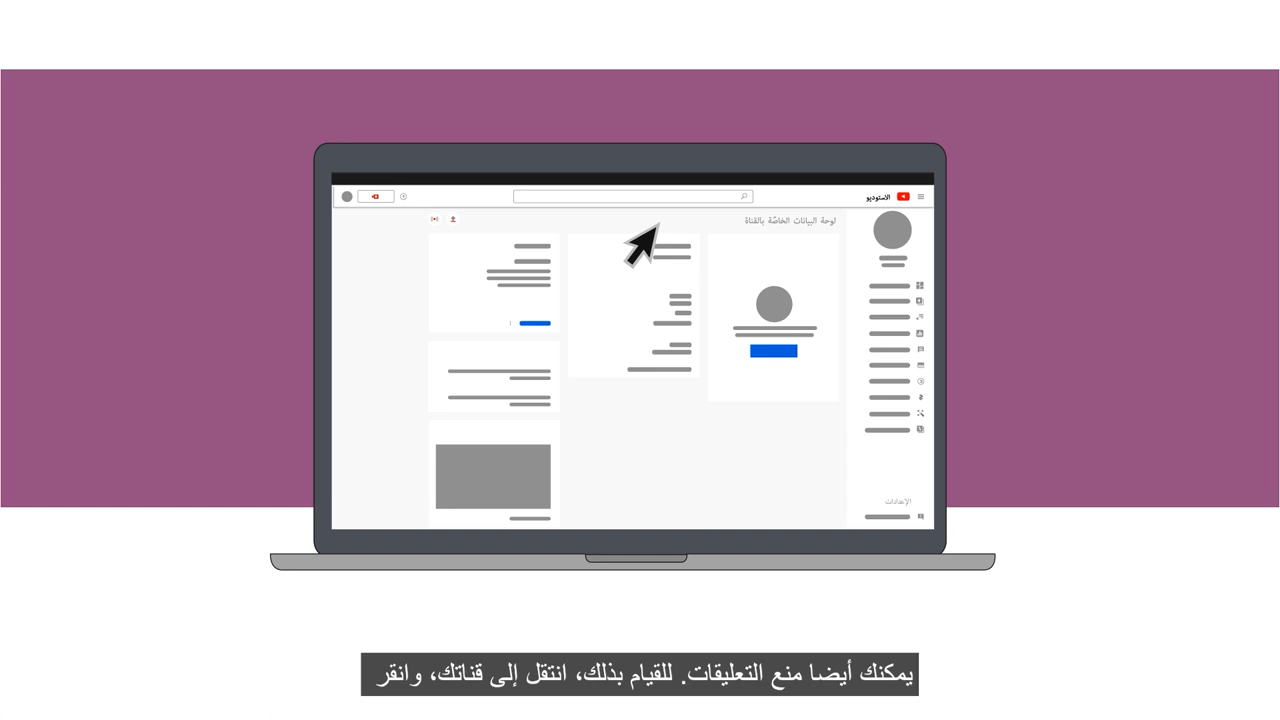 الاستوديو
لوحة البيانات الخاصّة بالقناة
الإعدادات
يمكنك أيضا منع التعليقات. للقيام بذلك، انتقل إلى قناتك، وانقر